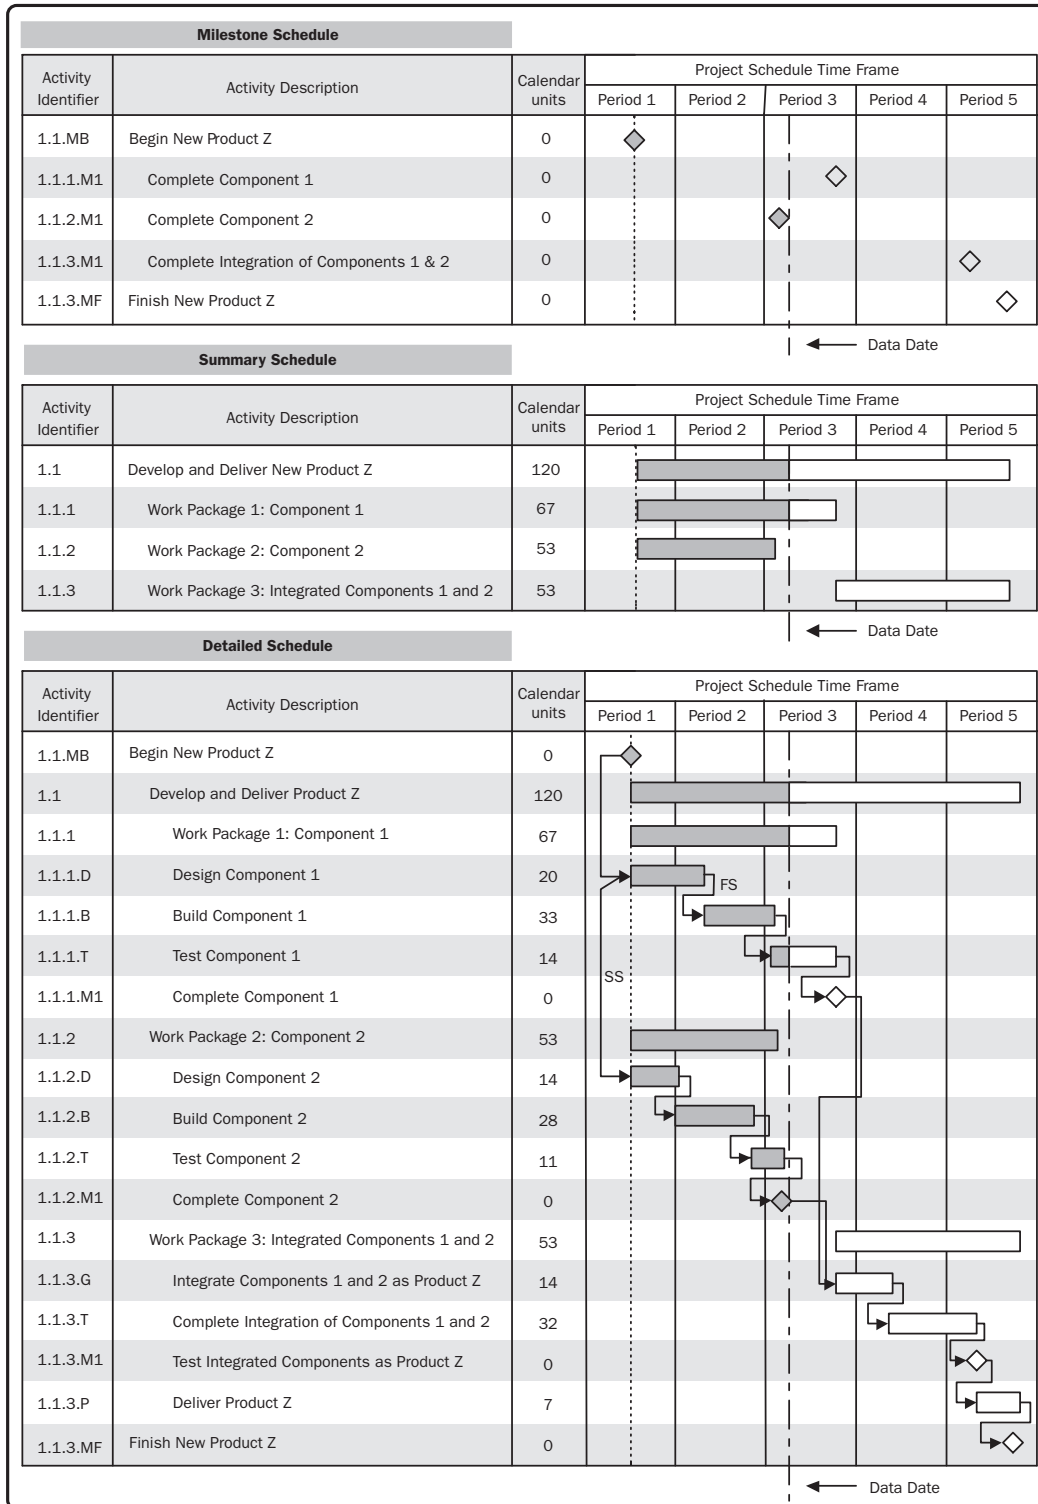 Milestone Schedule
Activity Identifier Activity Description Calendar units Project Schedule Time Frame
Period 1 Period 2 Period 3 Period 4 Period 5
1.1.MB Begin New Product Z 0
1.1.1.M1 Complete Component 1 0
1.1.2.M1 Complete Component 2 0
1.1.3.M1 Complete Integration of Components 1 & 2 0
1.1.3.MF Finish New Product Z 0
Data Date
Summary Schedule
Activity Identifier Activity Description Calendar units Project Schedule Time Frame
Period 1 Period 2 Period 3 Period 4 Period 5
1.1 Develop and Deliver New Product Z 120
1.1.1 Work Package 1: Component 1 67
1.1.2 Work Package 2: Component 2 53
1.1.3 Work Package 3: Integrated Components 1 and 2 53
Data Date
Detailed Schedule
Activity Identifier Activity Description Calendar units Project Schedule Time Frame
Period 1 Period 2 Period 3 Period 4 Period 5
1.1.MB Begin New Product Z 0
1.1 Develop and Deliver Product Z 120
1.1.1 Work Package 1: Component 1 67
1.1.1.D Design Component 1 20
FS
1.1.1.B Build Component 1 33
1.1.1.T Test Component 1 14
SS
1.1.1.M1 Complete Component 1 0
1.1.2 Work Package 2: Component 2 53
1.1.2.D Design Component 2 14
1.1.2.B Build Component 2 28
1.1.2.T Test Component 2 11
1.1.2.M1 Complete Component 2 0
1.1.3 Work Package 3: Integrated Components 1 and 2 53
1.1.3.G Integrate Components 1 and 2 as Product Z 14
1.1.3.T Complete Integration of Components 1 and 2 32
1.1.3.M1 Test Integrated Components as Product Z 0
1.1.3.P Deliver Product Z 7
1.1.3.MF Finish New Product Z 0
Data Date